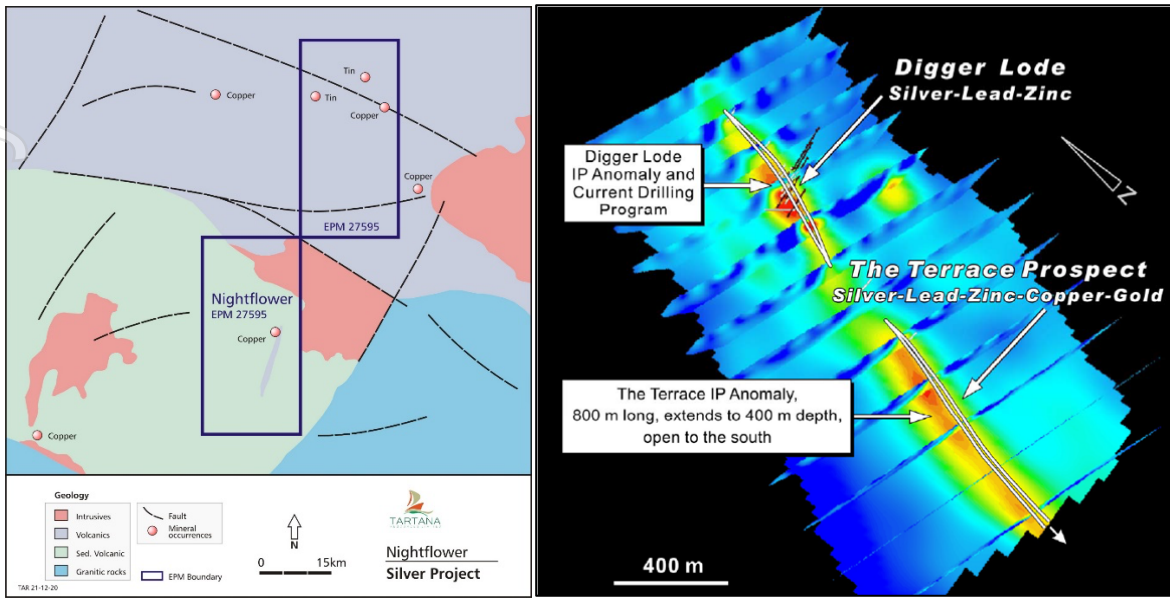 Tin
Copper
Tin
Copper
Copper
EPM 27595
Nightflower
EPM 27595
Copper
Copper
Geology
Intrusives
Volcanics
Sed. Volcanic
Granitic rocks
Fault
Mineral
occurrences
EPM Boundary
N
0 15km
TARTANA
Nightflower
Silver Project
TAR 21-12-20
Digger Lode
Silver-Lead-Zinc
Digger Lode
IP Anomaly and
Current Drilling
Program
N
The Terrace Prospect
Silver-Lead-Zinc-Copper-Gold
The Terrace IP Anomaly,
800 m long, extends to 400 m depth,
open to the south
400 m